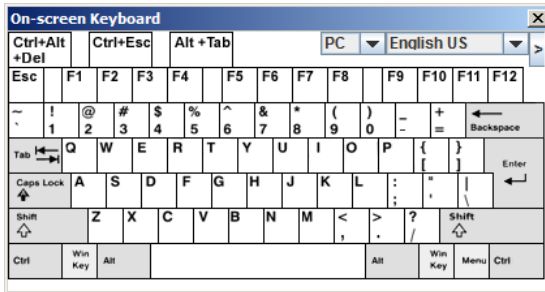 On-screen Keyboard
Ctrl+Alt +Del Ctrl+Esc Alt +Tab PC English US >
Esc F1 F2 F3 F4 F5 F6 F7 F8 F9 F10 F11 F12
~ ! @ # $ % ^ & * ( ) _ +
` 1 2 3 4 5 6 7 8 9 0 - = Backspace
Tab Q W E R T Y U I O P { }
[ ] Enter
Caps Lock A S D F G H J K L : " |
; ' \
Shift Z X C V B N M < > ? Shift
, . /
Ctrl Win Key Alt Alt Win Key Menu Ctrl